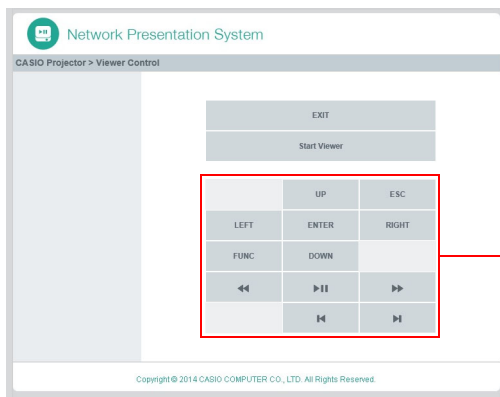 Network Presentation System
CASIO Projector > Viewer Control
EXIT
Start Viewer
UP ESC
LEFT ENTER RIGHT
FUNC DOWN
Copyright © 2014 CASIO COMPUTER CO., LTD. All Rights Reserved.